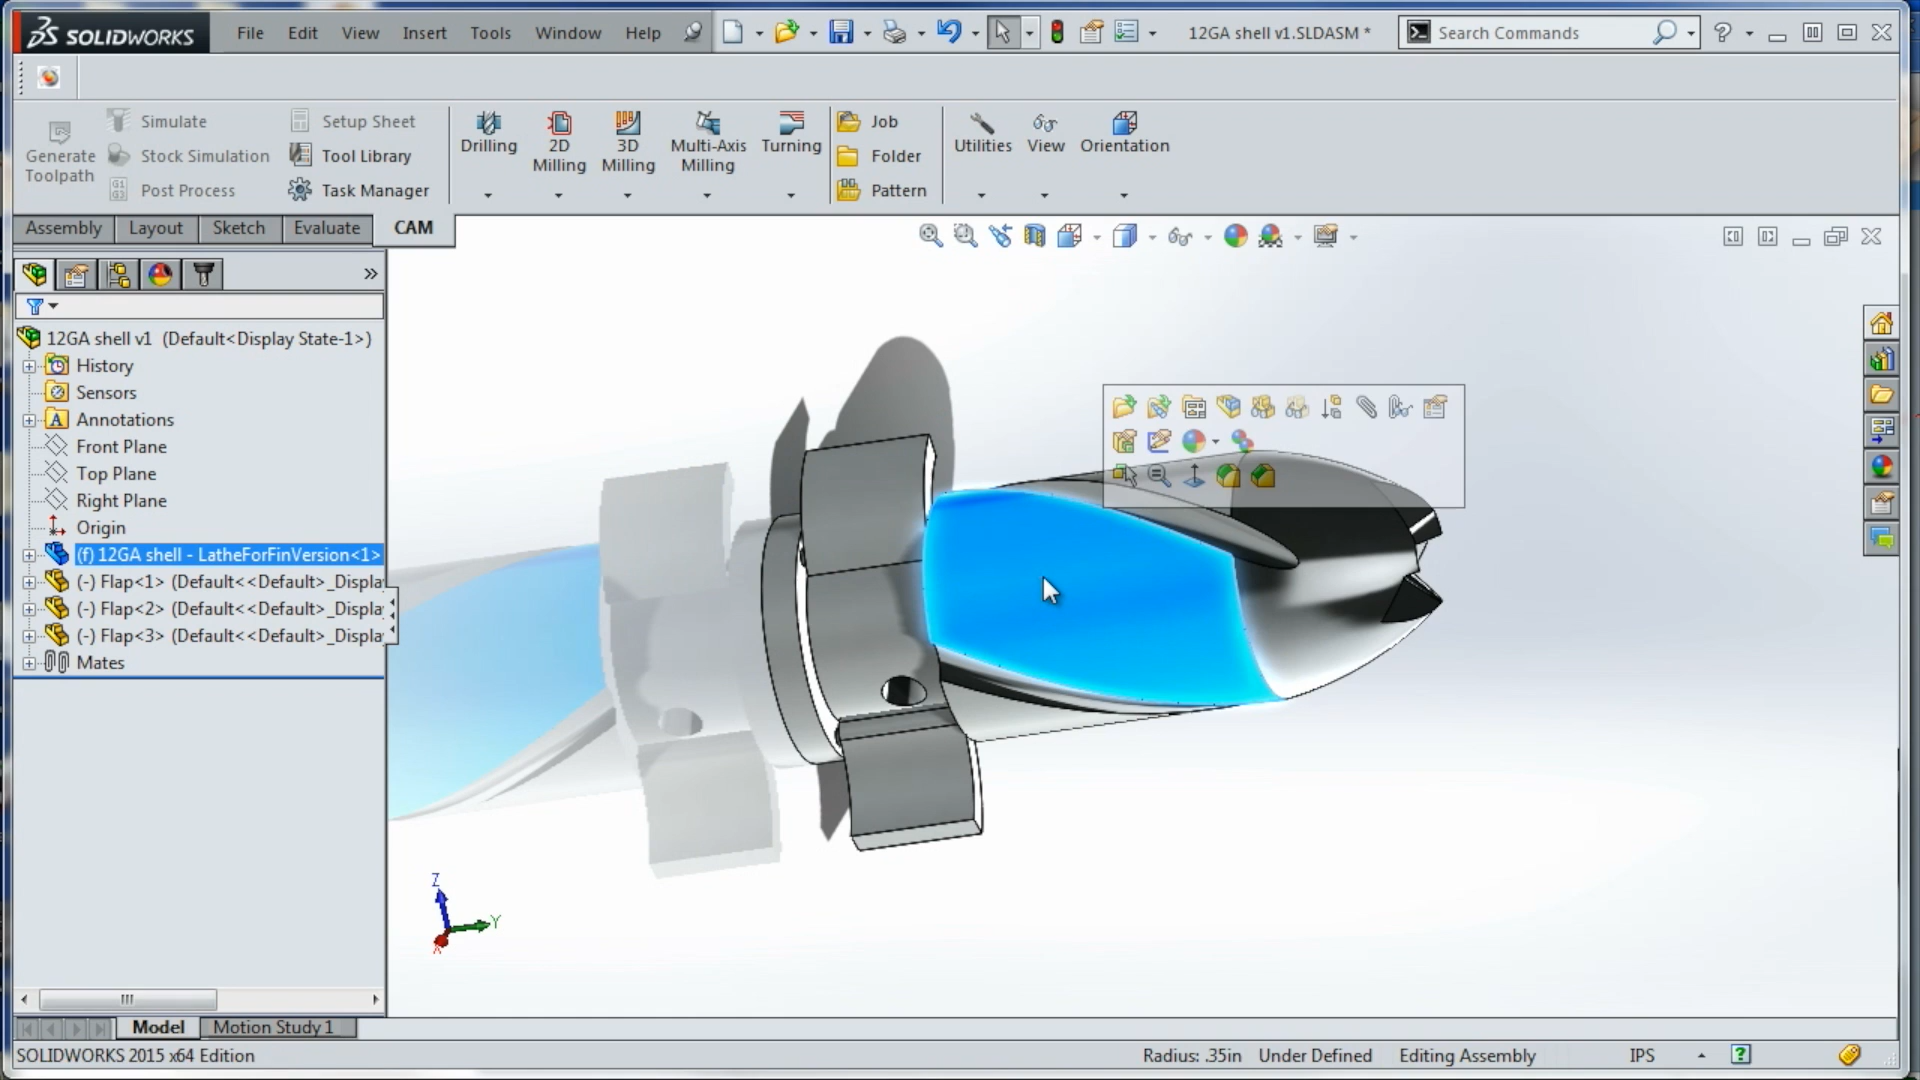 SOLIDWORKS File Edit View Insert Tools Window Help 12GA shell v1.SLDASM * Search Commands
Generate Toolpath
Simulate
Stock Simulation
Post Process
Setup Sheet
Tool Library
Task Manager
Drilling
2D
Milling
3D
Milling
Multi-Axis
Milling
Turning
Job
Folder
Pattern
Utilities
View
Orientation
Assembly Layout Sketch Evaluate CAM
12GA shell v1 (Default<Display State-1>)
History
Sensors
Annotations
Front Plane
Top Plane
Right Plane
Origin
(f) 12GA shell - LatheForFinVersion<1>
(-) Flap<1> (Default<<Default>_Displa
(-) Flap<2> (Default<<Default>_Displa
(-) Flap<3> (Default<<Default>_Displa
Mates
Z
Y
X
Model Motion Study 1
SOLIDWORKS 2015 x64 Edition Radius: .35in Under Defined Editing Assembly IPS